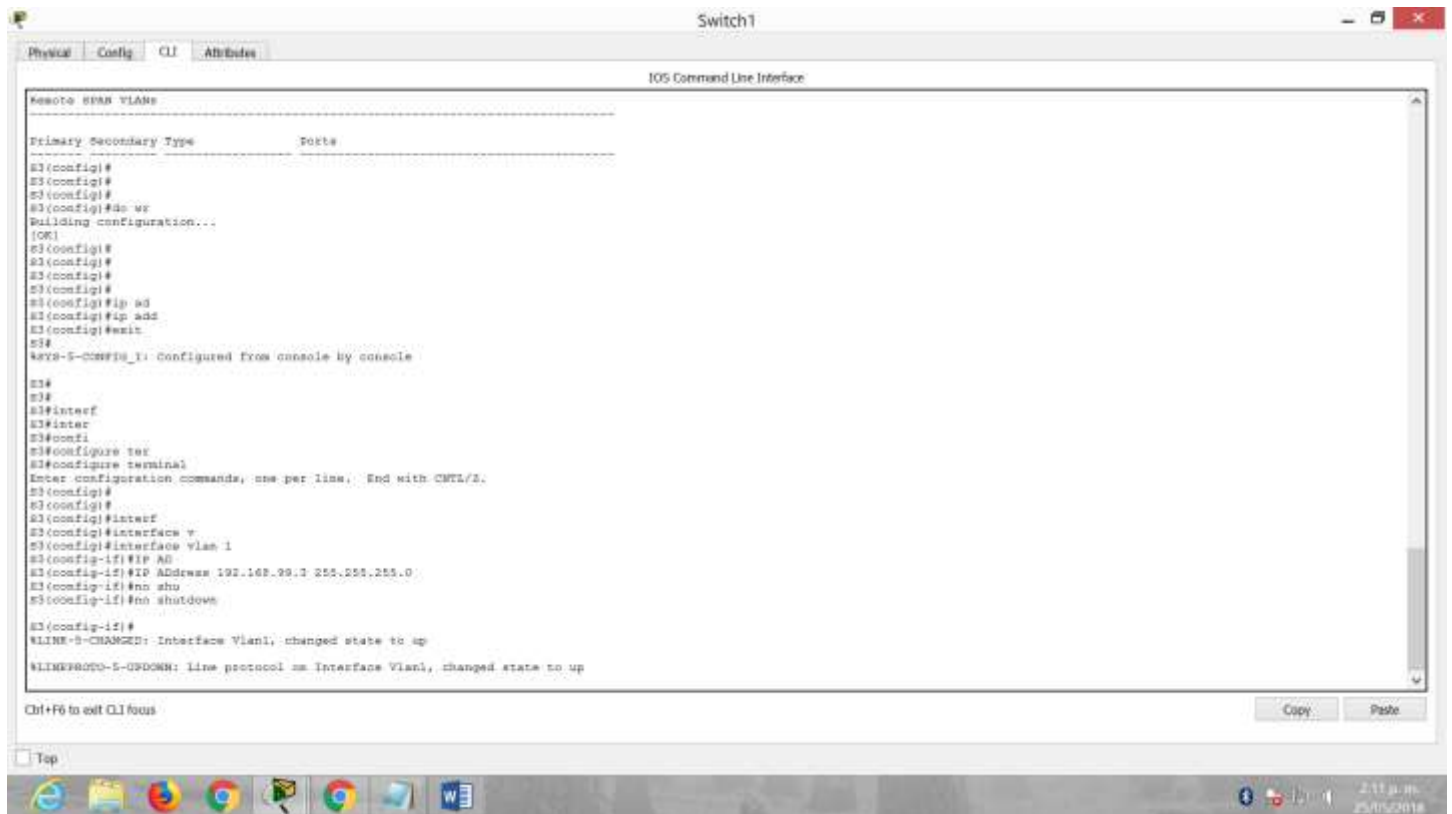 Switch1
Physical Config CLI Attributes
IOS Command Line Interface
Remote SPAN VLANs
------------------------------------------------------------------------------
Primary Secondary Type Ports
------- --------- ----------------- ------------------------------------------
S3(config)#
S3(config)#
S3(config)#
S3(config)#do wr
Building configuration...
[OK]
S3(config)#
S3(config)#
S3(config)#
S3(config)#
S3(config)#ip ad
S3(config)#ip add
S3(config)#exit
S3#
%SYS-5-CONFIG_I: Configured from console by console
S3#
S3#
S3#interf
S3#inter
S3#confi
S3#configure ter
S3#configure terminal
Enter configuration commands, one per line. End with CNTL/Z.
S3(config)#
S3(config)#
S3(config)#interf
S3(config)#interface v
S3(config)#interface vlan 1
S3(config-if)#IP AD
S3(config-if)#IP ADdress 192.168.99.3 255.255.255.0
S3(config-if)#no shu
S3(config-if)#no shutdown
S3(config-if)#
%LINK-5-CHANGED: Interface Vlan1, changed state to up
%LINEPROTO-5-UPDOWN: Line protocol on Interface Vlan1, changed state to up
Ctrl+F6 to exit CLI focus
Copy Paste
Top
2:11 p. m.
25/05/2018